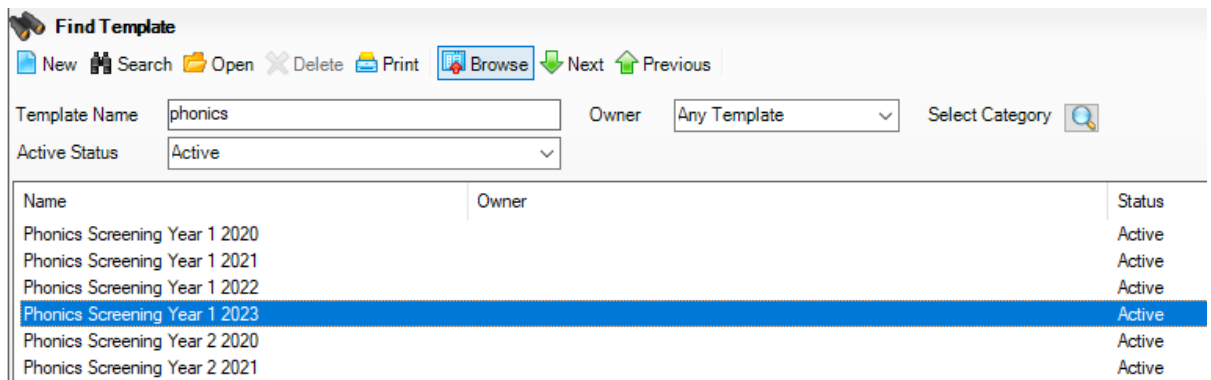 Find Template
New Search Open Delete Print Browse Next Previous
Template Name phonics Owner Any Template Select Category
Active Status Active
Name Owner Status
Phonics Screening Year 1 2020 Active
Phonics Screening Year 1 2021 Active
Phonics Screening Year 1 2022 Active
Phonics Screening Year 1 2023 Active
Phonics Screening Year 2 2020 Active
Phonics Screening Year 2 2021 Active